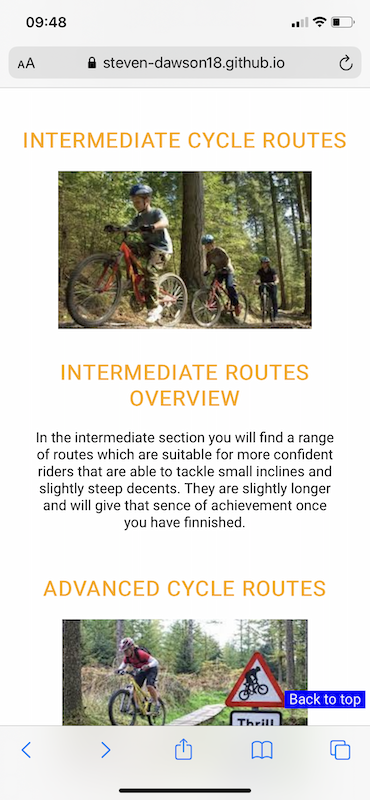 09:48
AA steven-dawson18.github.io
INTERMEDIATE CYCLE ROUTES
INTERMEDIATE ROUTES
OVERVIEW
In the intermediate section you will find a range
of routes which are suitable for more confident
riders that are able to tackle small inclines and
slightly steep decents. They are slightly longer
and will give that sence of achievement once
you have finnished.
ADVANCED CYCLE ROUTES
Back to top
Thrill